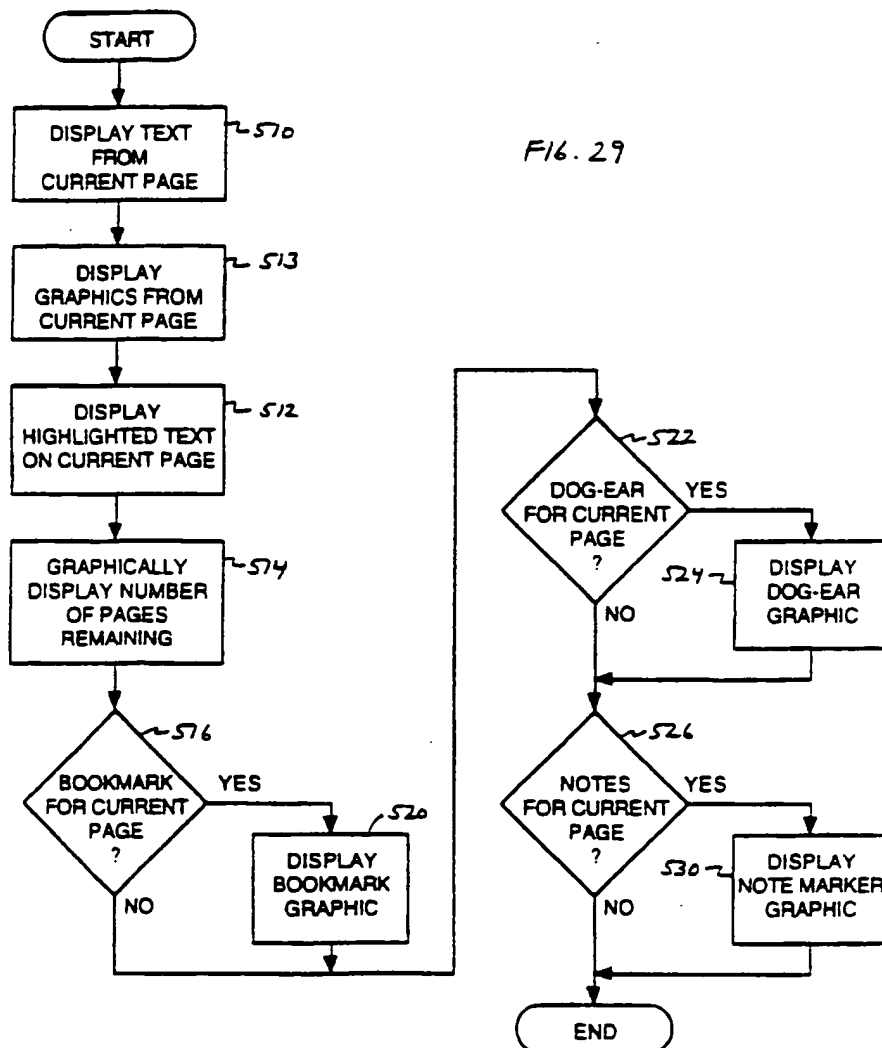 START
DISPLAY TEXT
FROM
CURRENT PAGE
510
FIG. 29
DISPLAY
GRAPHICS FROM
CURRENT PAGE
513
DISPLAY
HIGHLIGHTED TEXT
ON CURRENT PAGE
512
GRAPHICALLY
DISPLAY NUMBER
OF PAGES
REMAINING
514
BOOKMARK
FOR CURRENT
PAGE
?
516
YES
NO
DISPLAY
BOOKMARK
GRAPHIC
520
DOG-EAR
FOR CURRENT
PAGE
?
522
YES
NO
DISPLAY
DOG-EAR
GRAPHIC
524
NOTES
FOR CURRENT
PAGE
?
526
YES
NO
DISPLAY
NOTE MARKER
GRAPHIC
530
END